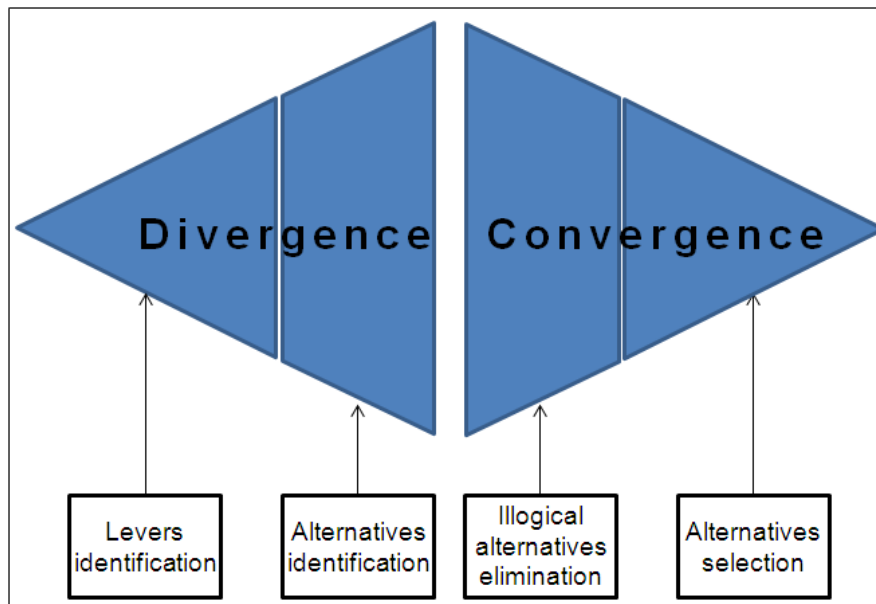 Divergence Convergence
Levers
identification
Alternatives
identification
Illogical
alternatives
elimination
Alternatives
selection